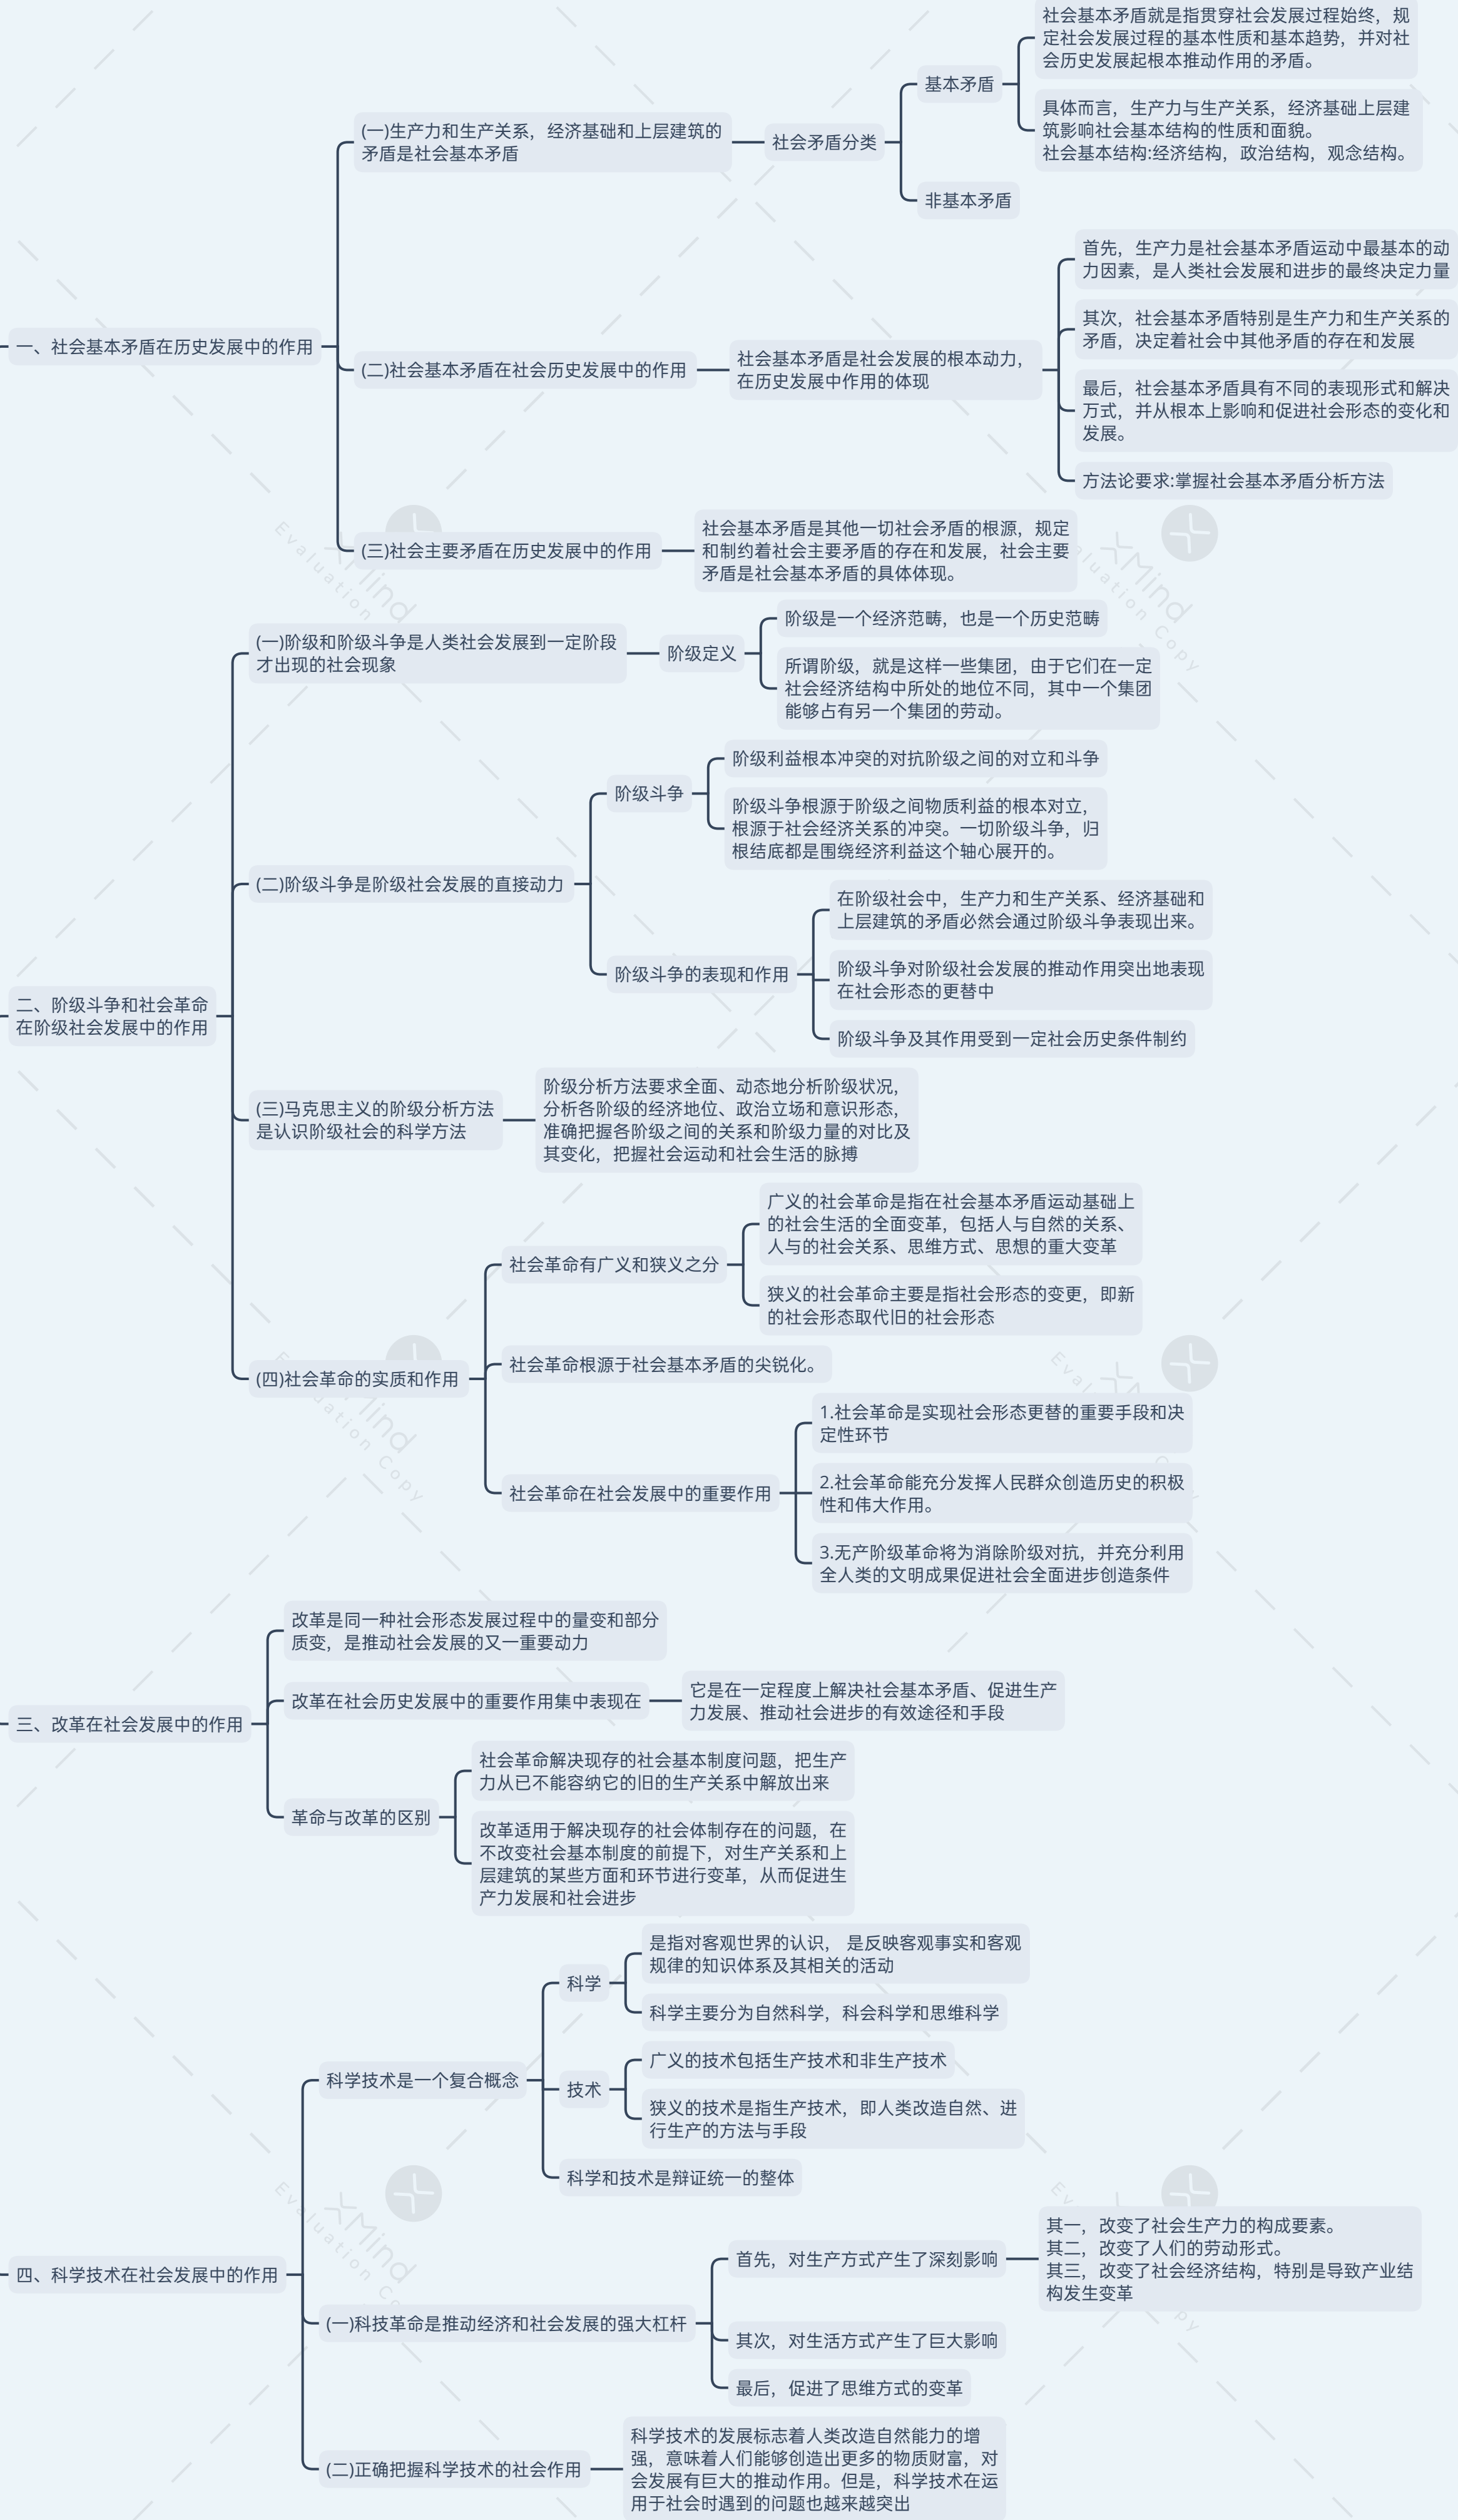 一、社会基本矛盾在历史发展中的作用
(一)生产力和生产关系，经济基础和上层建筑的
矛盾是社会基本矛盾
社会矛盾分类
基本矛盾
社会基本矛盾就是指贯穿社会发展过程始终，规
定社会发展过程的基本性质和基本趋势，并对社
会历史发展起根本推动作用的矛盾。
具体而言，生产力与生产关系，经济基础上层建
筑影响社会基本结构的性质和面貌。
社会基本结构:经济结构，政治结构，观念结构。
非基本矛盾
(二)社会基本矛盾在社会历史发展中的作用
社会基本矛盾是社会发展的根本动力，
在历史发展中作用的体现
首先，生产力是社会基本矛盾运动中最基本的动
力因素，是人类社会发展和进步的最终决定力量
其次，社会基本矛盾特别是生产力和生产关系的
矛盾，决定着社会中其他矛盾的存在和发展
最后，社会基本矛盾具有不同的表现形式和解决
万式，并从根本上影响和促进社会形态的变化和
发展。
方法论要求:掌握社会基本矛盾分析方法
(三)社会主要矛盾在历史发展中的作用
社会基本矛盾是其他一切社会矛盾的根源，规定
和制约着社会主要矛盾的存在和发展，社会主要
矛盾是社会基本矛盾的具体体现。
二、阶级斗争和社会革命
在阶级社会发展中的作用
(一)阶级和阶级斗争是人类社会发展到一定阶段
才出现的社会现象
阶级定义
阶级是一个经济范畴，也是一个历史范畴
所谓阶级，就是这样一些集团，由于它们在一定
社会经济结构中所处的地位不同，其中一个集团
能够占有另一个集团的劳动。
(二)阶级斗争是阶级社会发展的直接动力
阶级斗争
阶级利益根本冲突的对抗阶级之间的对立和斗争
阶级斗争根源于阶级之间物质利益的根本对立，
根源于社会经济关系的冲突。一切阶级斗争，归
根结底都是围绕经济利益这个轴心展开的。
阶级斗争的表现和作用
在阶级社会中，生产力和生产关系、经济基础和
上层建筑的矛盾必然会通过阶级斗争表现出来。
阶级斗争对阶级社会发展的推动作用突出地表现
在社会形态的更替中
阶级斗争及其作用受到一定社会历史条件制约
(三)马克思主义的阶级分析方法
是认识阶级社会的科学方法
阶级分析方法要求全面、动态地分析阶级状况，
分析各阶级的经济地位、政治立场和意识形态，
准确把握各阶级之间的关系和阶级力量的对比及
其变化，把握社会运动和社会生活的脉搏
(四)社会革命的实质和作用
社会革命有广义和狭义之分
广义的社会革命是指在社会基本矛盾运动基础上
的社会生活的全面变革，包括人与自然的关系、
人与的社会关系、思维方式、思想的重大变革
狭义的社会革命主要是指社会形态的变更，即新
的社会形态取代旧的社会形态
社会革命根源于社会基本矛盾的尖锐化。
社会革命在社会发展中的重要作用
1.社会革命是实现社会形态更替的重要手段和决
定性环节
2.社会革命能充分发挥人民群众创造历史的积极
性和伟大作用。
3.无产阶级革命将为消除阶级对抗，并充分利用
全人类的文明成果促进社会全面进步创造条件
三、改革在社会发展中的作用
改革是同一种社会形态发展过程中的量变和部分
质变，是推动社会发展的又一重要动力
改革在社会历史发展中的重要作用集中表现在
它是在一定程度上解决社会基本矛盾、促进生产
力发展、推动社会进步的有效途径和手段
革命与改革的区别
社会革命解决现存的社会基本制度问题，把生产
力从已不能容纳它的旧的生产关系中解放出来
改革适用于解决现存的社会体制存在的问题，在
不改变社会基本制度的前提下，对生产关系和上
层建筑的某些方面和环节进行变革，从而促进生
产力发展和社会进步
四、科学技术在社会发展中的作用
科学技术是一个复合概念
科学
是指对客观世界的认识， 是反映客观事实和客观
规律的知识体系及其相关的活动
科学主要分为自然科学，科会科学和思维科学
技术
广义的技术包括生产技术和非生产技术
狭义的技术是指生产技术，即人类改造自然、进
行生产的方法与手段
科学和技术是辩证统一的整体
(一)科技革命是推动经济和社会发展的强大杠杆
首先，对生产方式产生了深刻影响
其一，改变了社会生产力的构成要素。
其二，改变了人们的劳动形式。
其三，改变了社会经济结构，特别是导致产业结
构发生变革
其次，对生活方式产生了巨大影响
最后，促进了思维方式的变革
(二)正确把握科学技术的社会作用
科学技术的发展标志着人类改造自然能力的增
强，意味着人们能够创造出更多的物质财富，对
会发展有巨大的推动作用。但是，科学技术在运
用于社会时遇到的问题也越来越突出